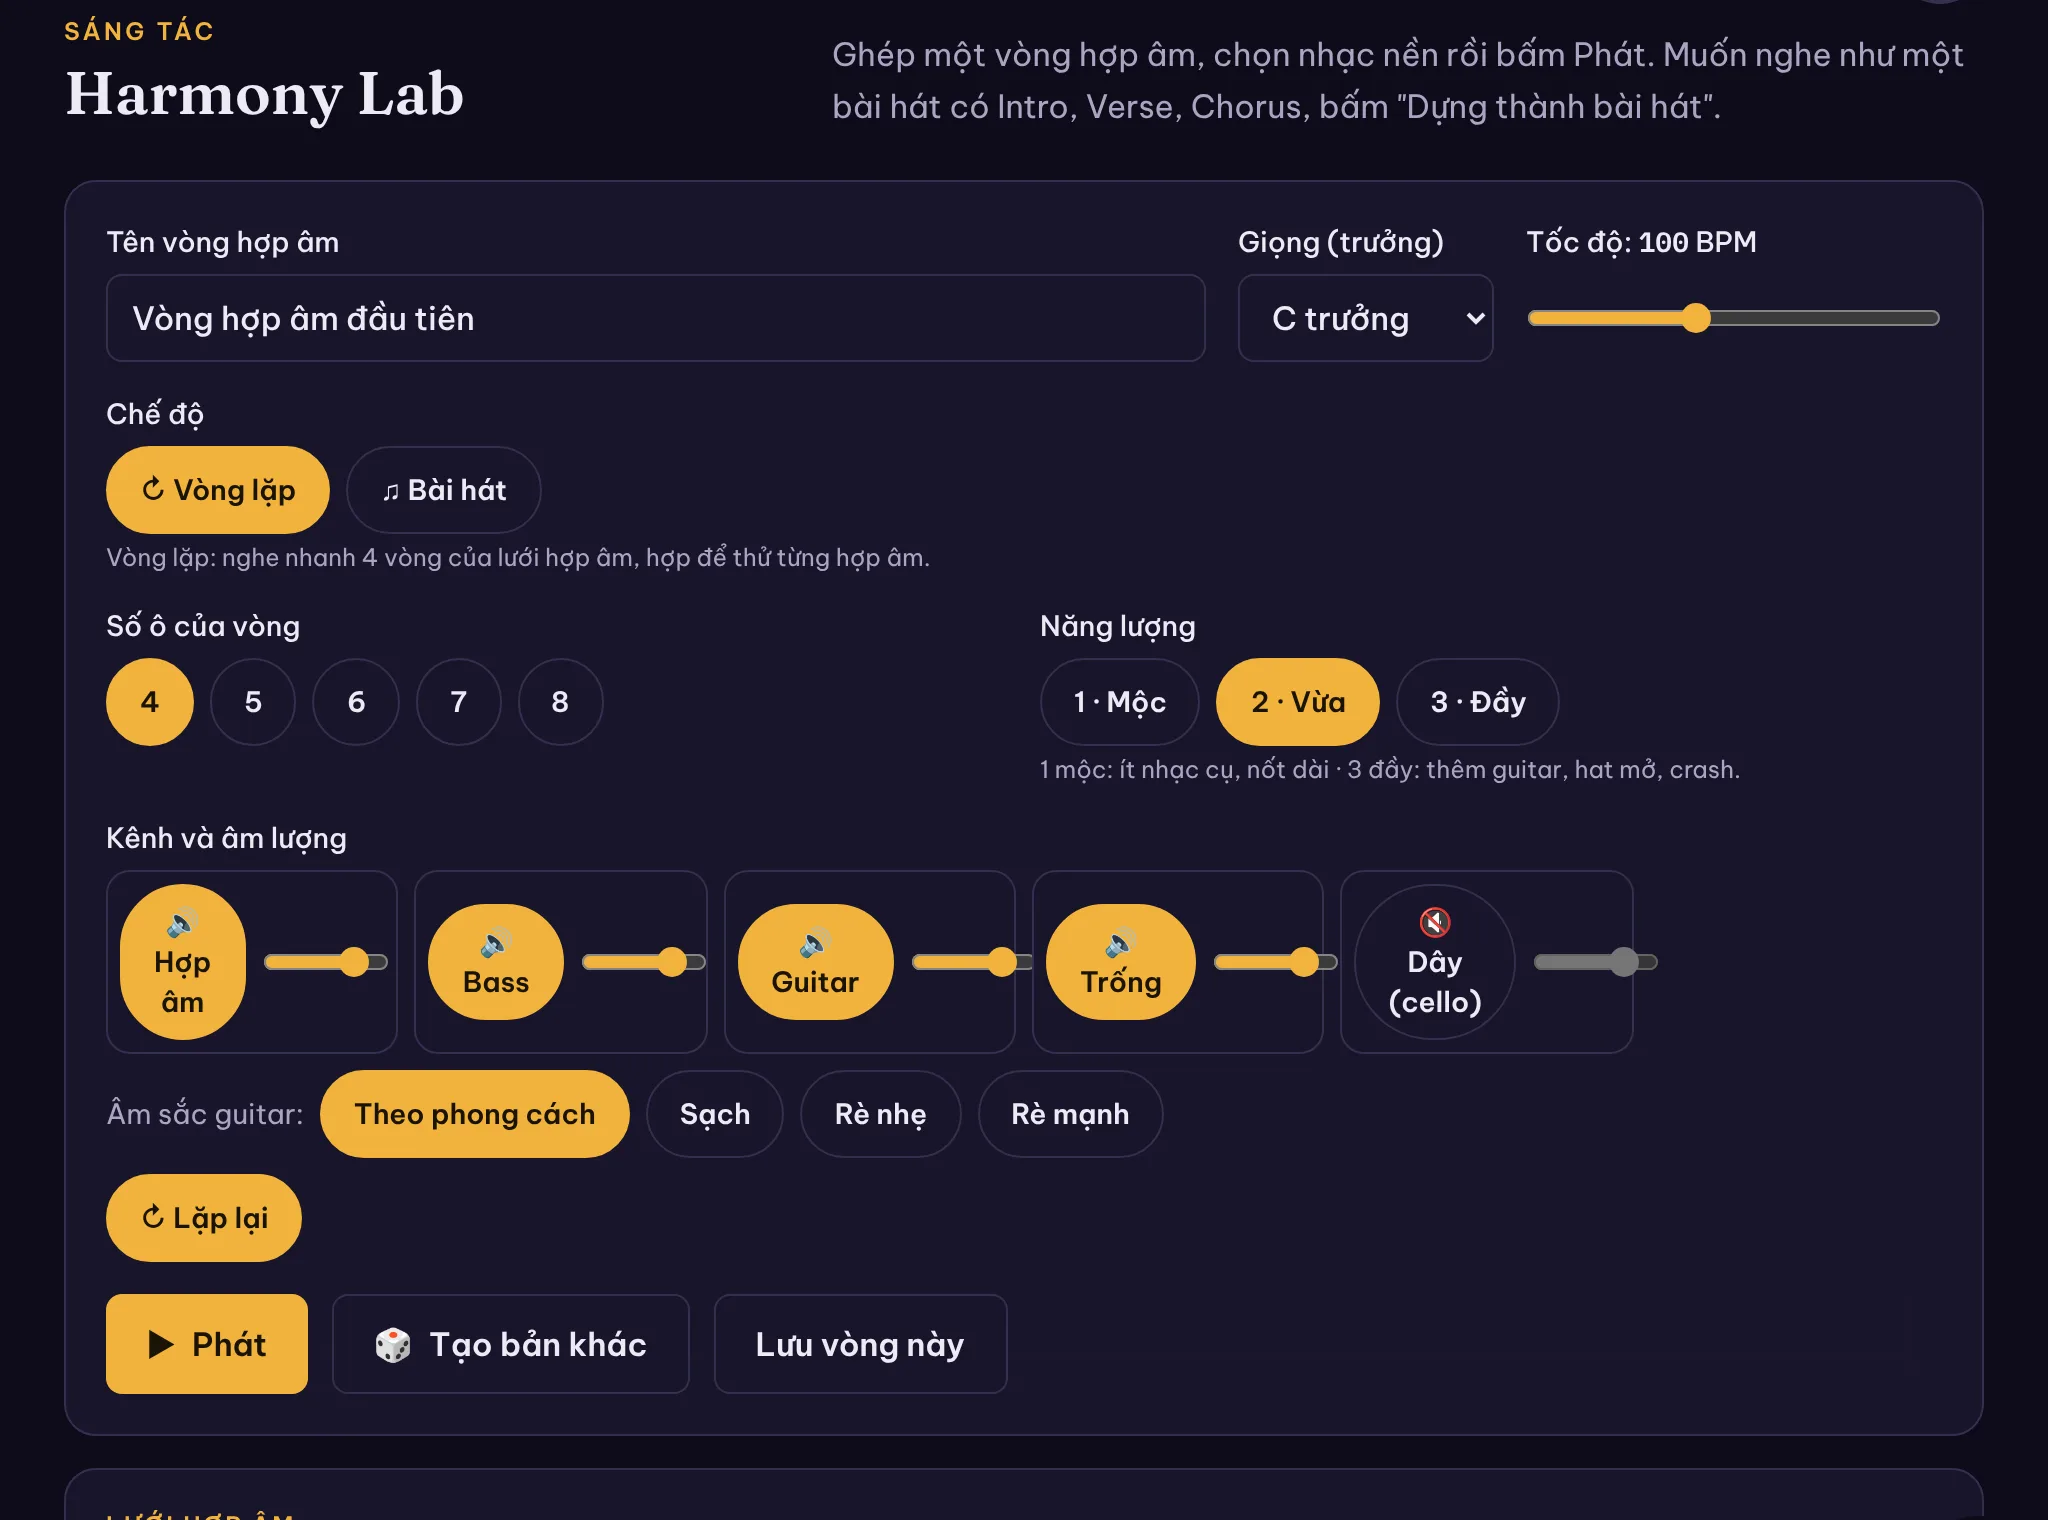 SÁNG TÁC
Harmony Lab
Ghép một vòng hợp âm, chọn nhạc nền rồi bấm Phát. Muốn nghe như một
bài hát có Intro, Verse, Chorus, bấm "Dựng thành bài hát".
Tên vòng hợp âm
Vòng hợp âm đầu tiên
Giọng (trưởng)
C trưởng
Tốc độ: 100 BPM
Chế độ
↻ Vòng lặp
♫ Bài hát
Vòng lặp: nghe nhanh 4 vòng của lưới hợp âm, hợp để thử từng hợp âm.
Số ô của vòng
4 5 6 7 8
Năng lượng
1 · Mộc
2 · Vừa
3 · Đầy
1 mộc: ít nhạc cụ, nốt dài · 3 đầy: thêm guitar, hat mở, crash.
Kênh và âm lượng
Hợp
âm
Bass
Guitar
Trống
Dây
(cello)
Âm sắc guitar:
Theo phong cách
Sạch
Rè nhẹ
Rè mạnh
↻ Lặp lại
▶ Phát
🎲 Tạo bản khác
Lưu vòng này
LƯỚI HỢP ÂM